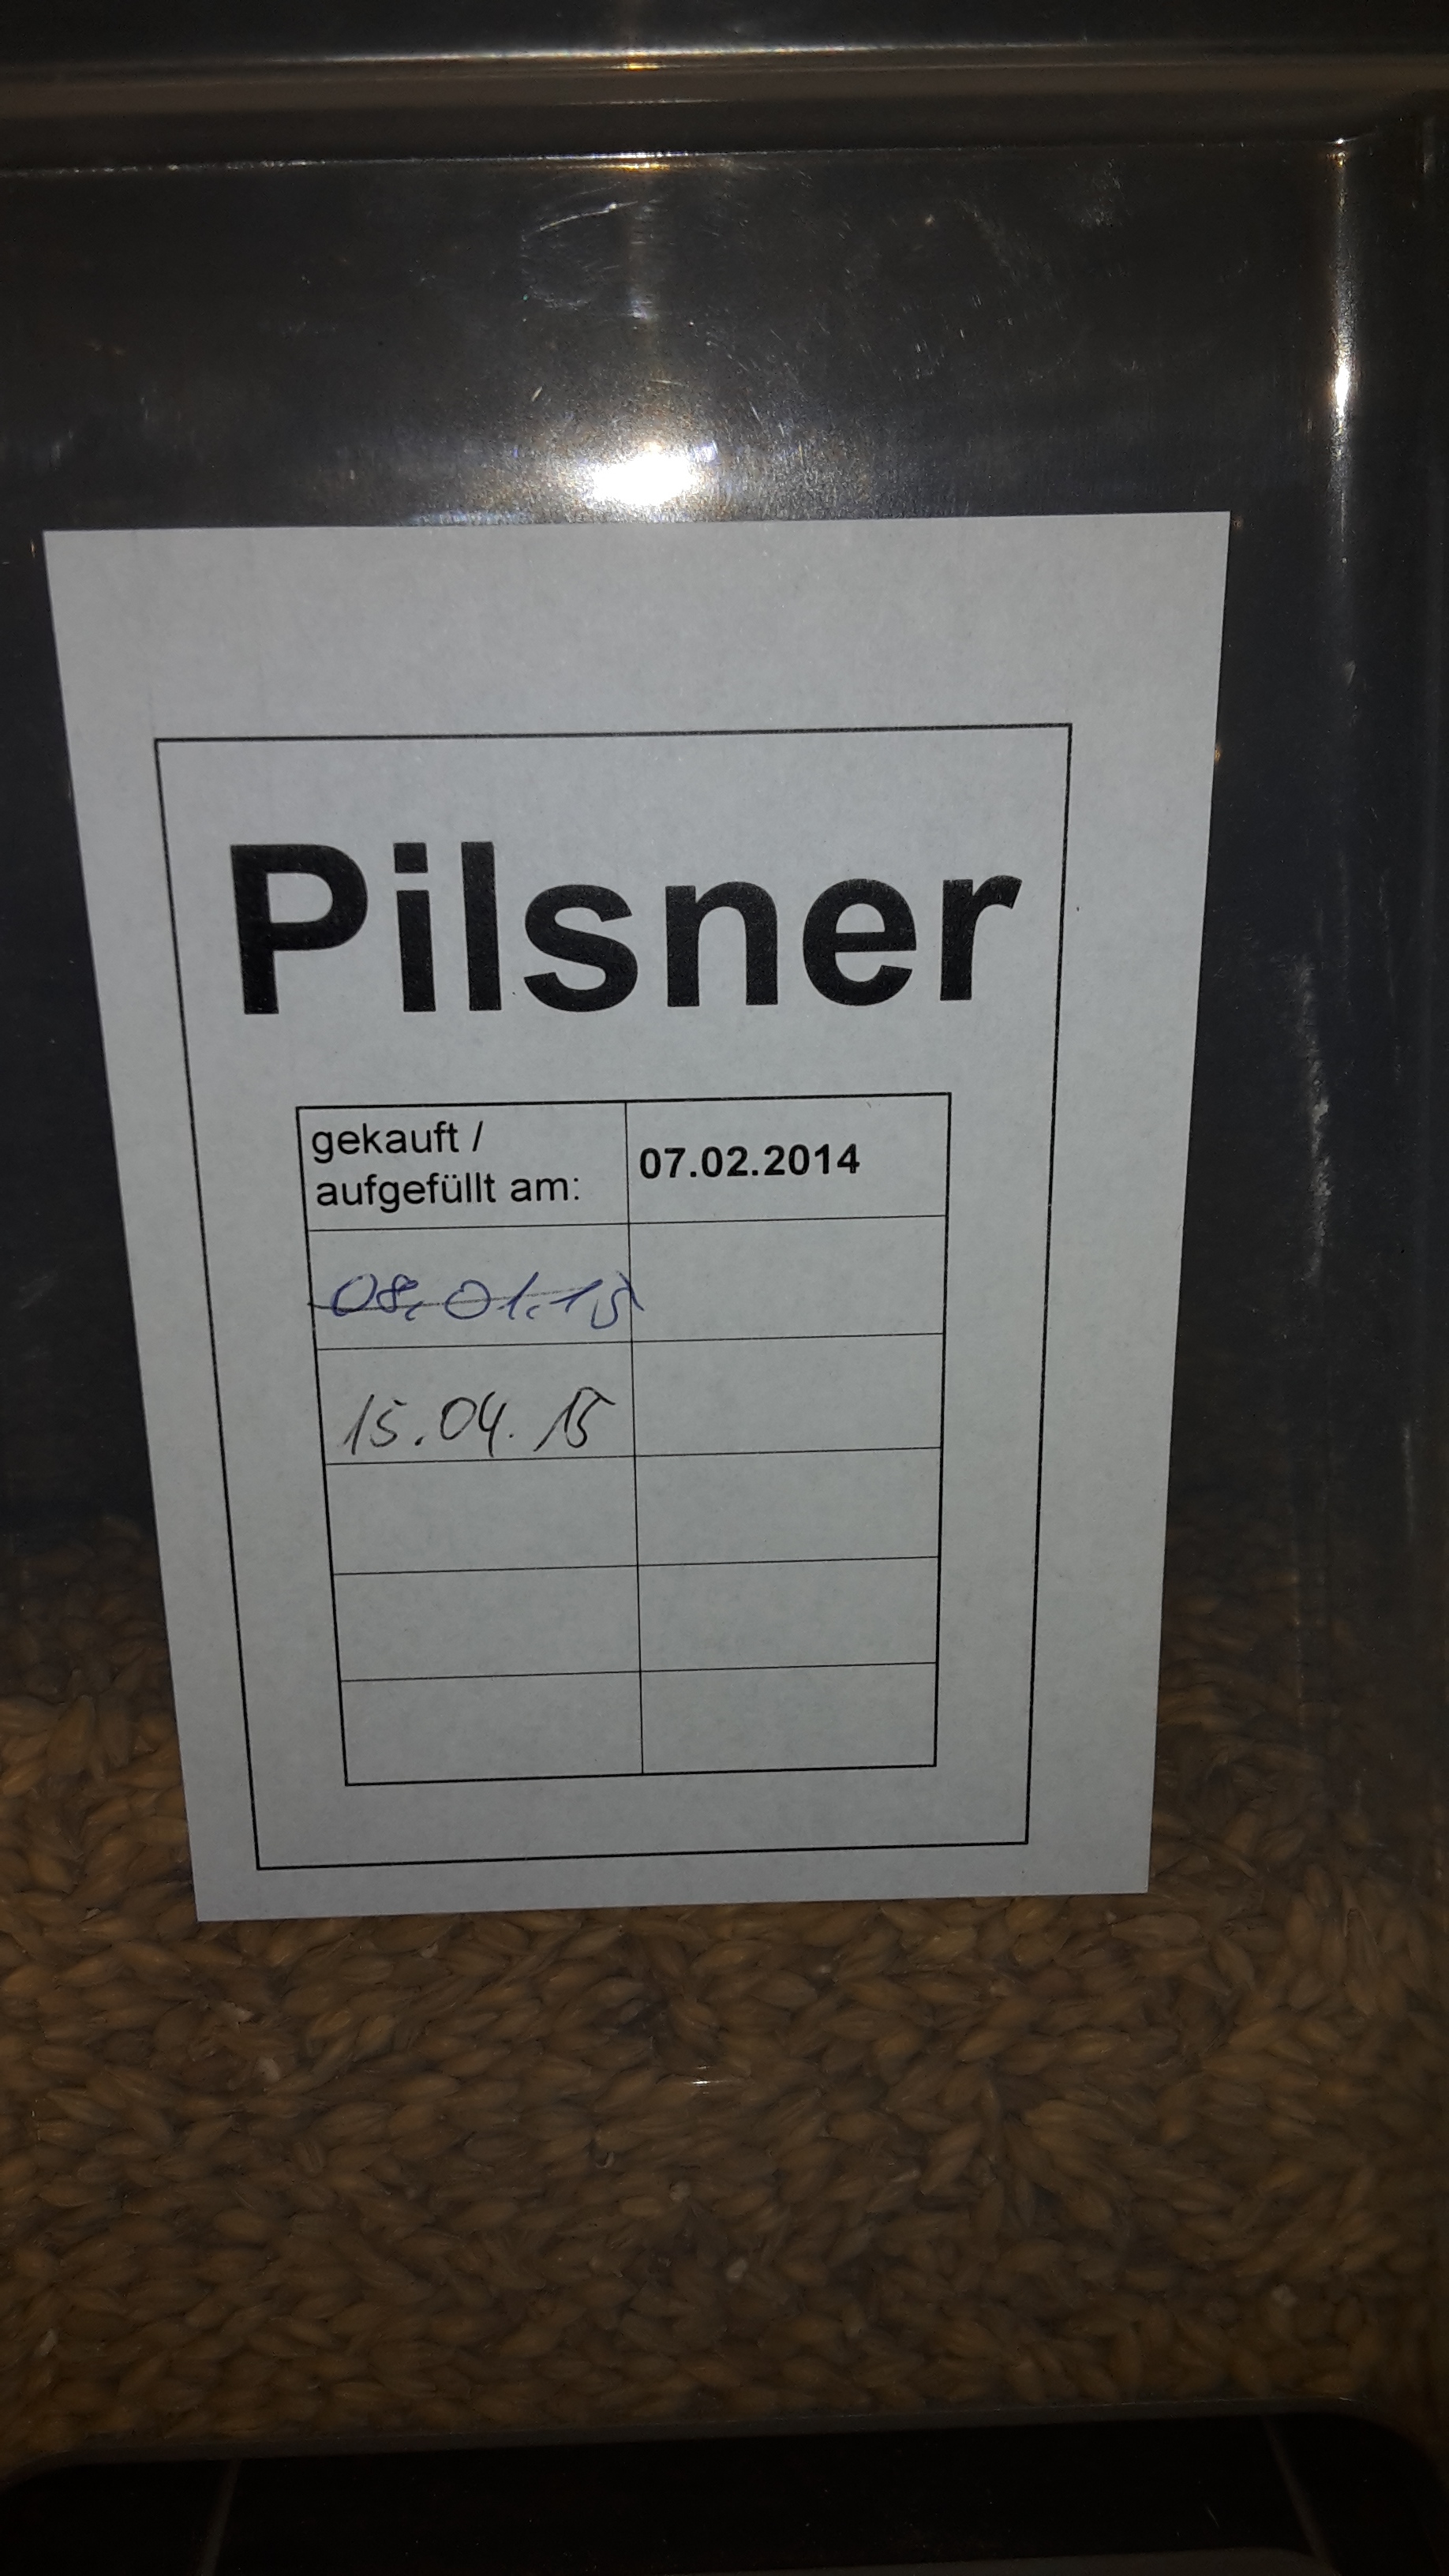 Pilsner
gekauft /
aufgefüllt am:
07.02.2014
08.01.15
15.04.15